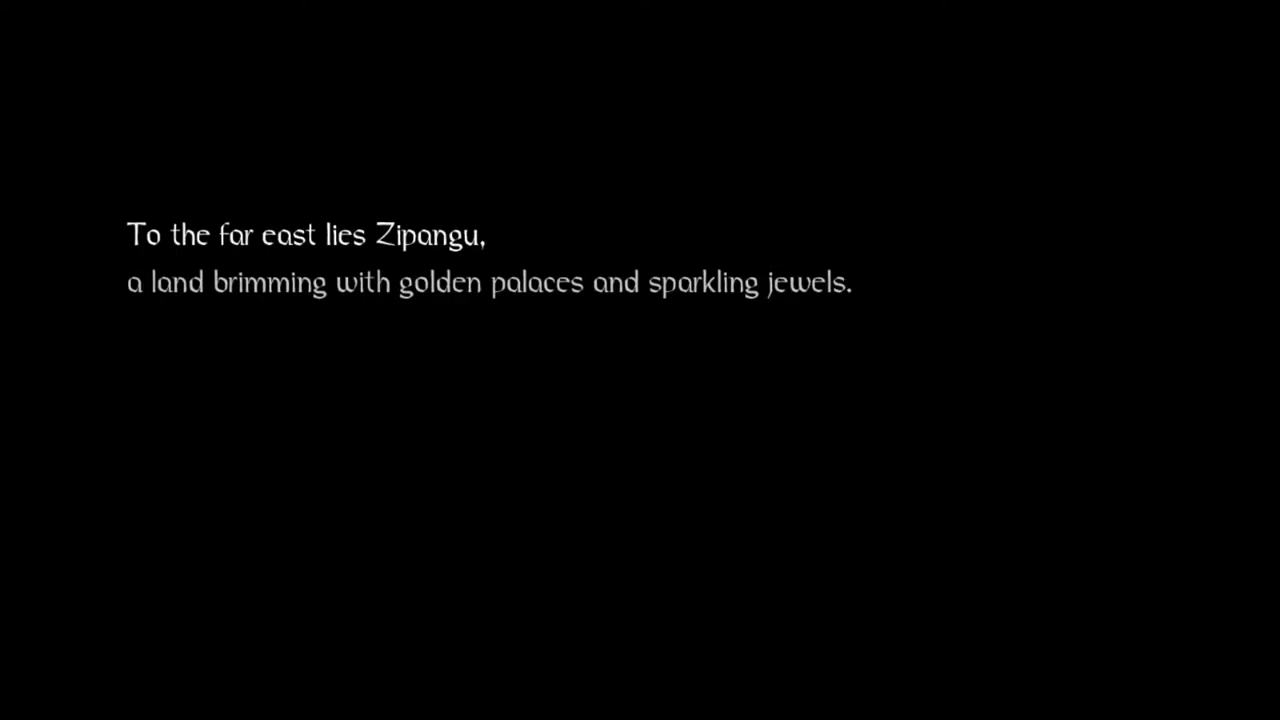 To the far east lies Zipangu,
a land brimming with golden palaces and sparkling jewels.